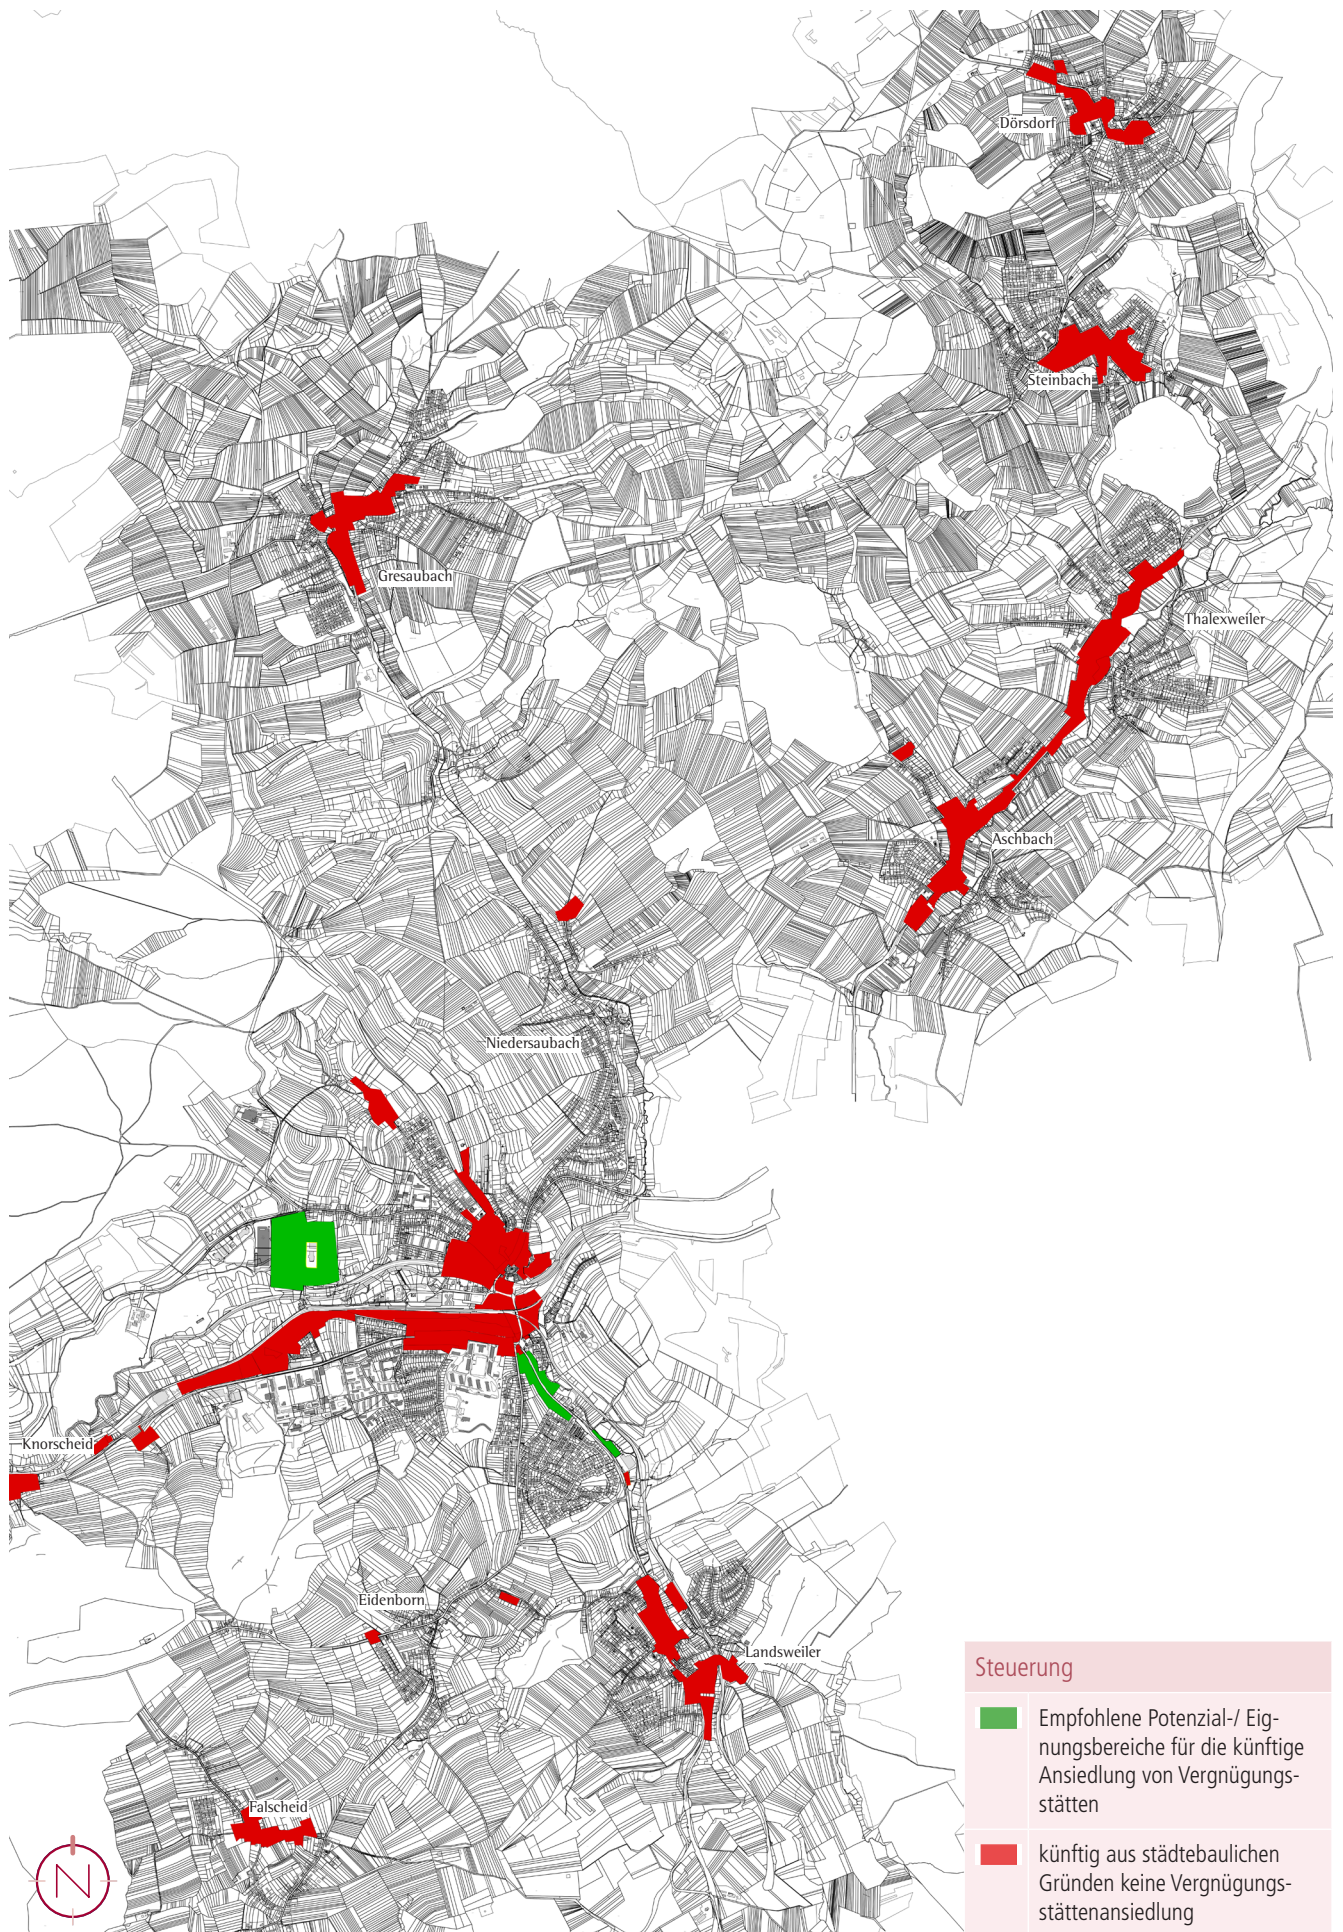 Dörsdorf
Steinbach
Gresaubach
Thalexweiler
Aschbach
Niedersaubach
Knorscheid
Eidenborn
Landsweiler
Falscheid
N
Steuerung
Empfohlene Potenzial-/ Eig-
nungsbereiche für die künftige
Ansiedlung von Vergnügungs-
stätten
künftig aus städtebaulichen
Gründen keine Vergnügungs-
stättenansiedlung